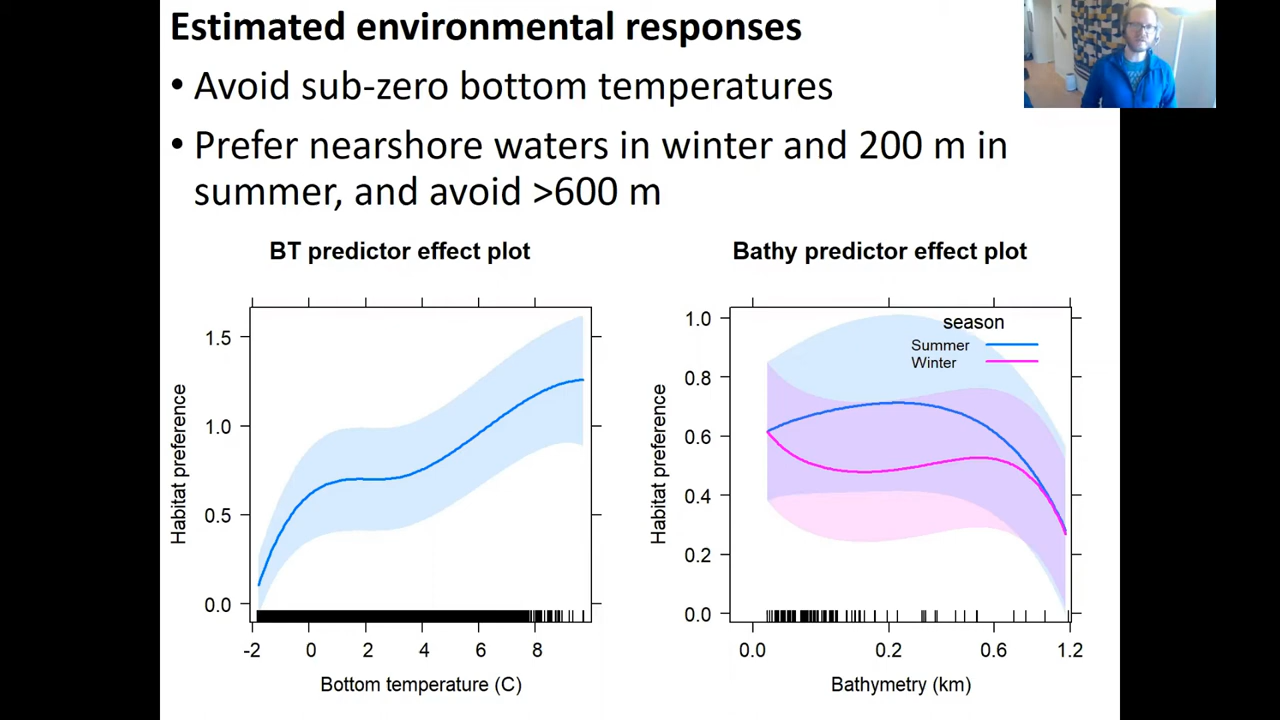 Estimated environmental responses
• Avoid sub-zero bottom temperatures
• Prefer nearshore waters in winter and 200 m in
summer, and avoid >600 m
BT predictor effect plot
Habitat preference
1.5
1.0
0.5
0.0
-2 0 2 4 6 8
Bottom temperature (C)
Bathy predictor effect plot
season
Summer
Winter
Habitat preference
1.0
0.8
0.6
0.4
0.2
0.0
0.0 0.2 0.6 1.2
Bathymetry (km)